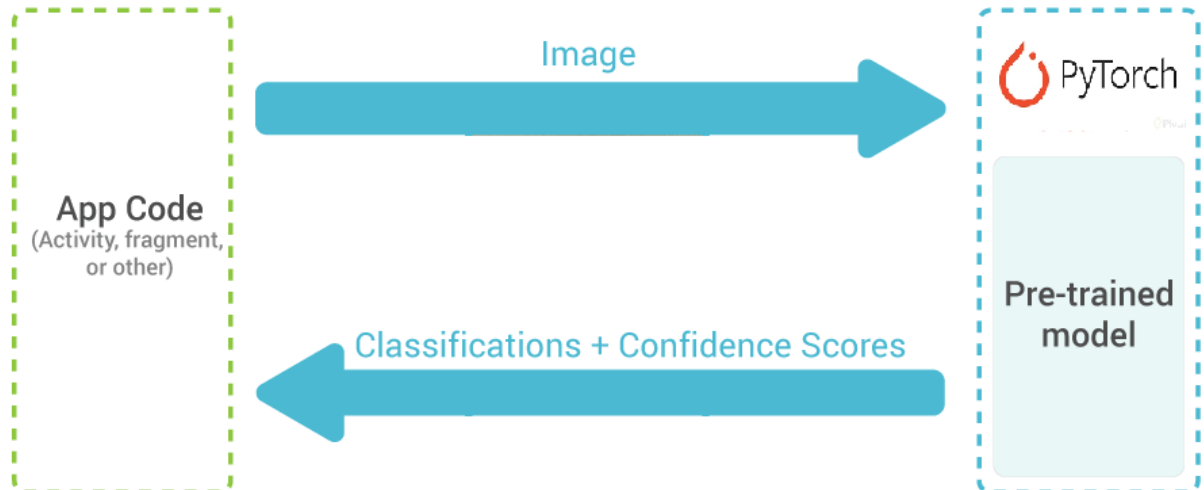 Image
PyTorch
App Code
(Activity, fragment,
or other)
Pre-trained
model
Classifications + Confidence Scores